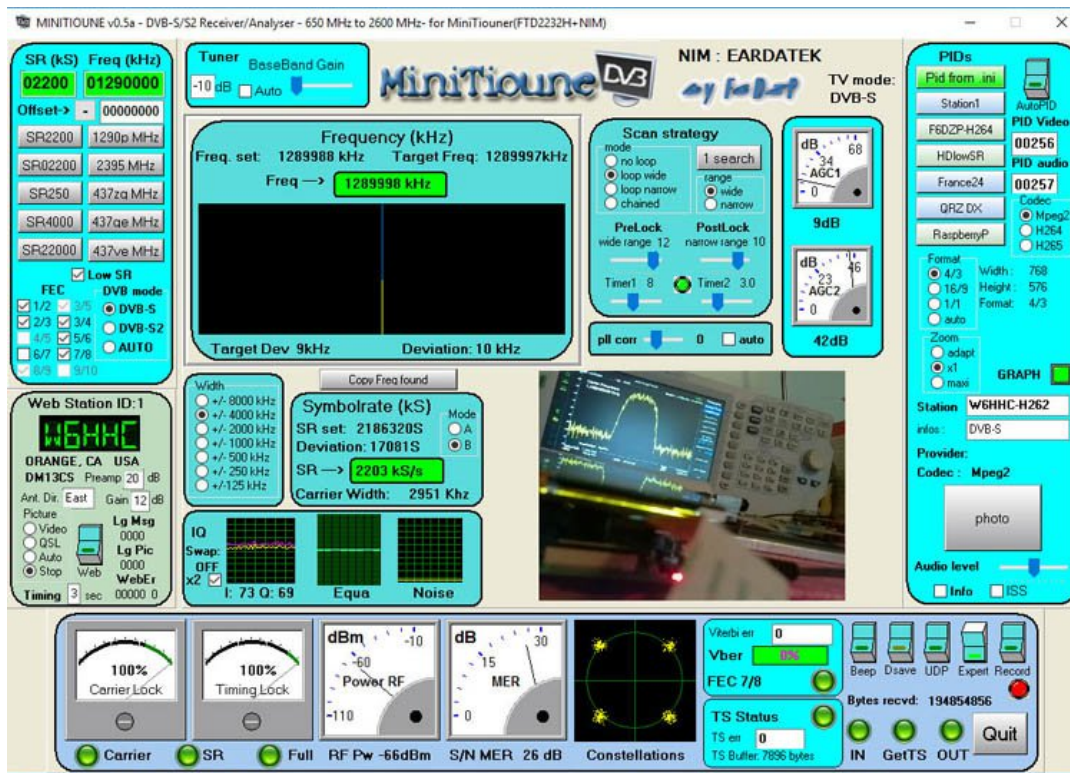 MINITIOUNE v0.5a - DVB-S/S2 Receiver/Analyser - 650 MHz to 2600 MHz- for MiniTiouner(FTD2232H+NIM)
SR (kS) Freq (kHz)
02200 01290000
Offset-> - 00000000
SR2200 1290p MHz
SR02200 2395 MHz
SR250 437zq MHz
SR4000 437qe MHz
SR22000 437ve MHz
Low SR
FEC DVB mode
1/2 3/5 DVB-S
2/3 3/4 DVB-S2
4/5 5/6 AUTO
6/7 7/8
8/9 9/10
Web Station ID:1
W6HHC
ORANGE, CA USA
DM13CS Preamp 20 dB
Ant. Dir. East Gain 12 dB
Picture
Video
QSL
Auto
Stop
Web
Lg Msg
0000
Lg Pic
0000
WebEr
Timing 3 sec 00000 0
Tuner
BaseBand Gain
-10 dB Auto
MiniTioune DVB
NIM : EARDATEK
TV mode:
DVB-S
Frequency (kHz)
Freq. set: 1289988 kHz Target Freq: 1289997kHz
Freq --> 1289998 kHz
Target Dev 9kHz Deviation: 10 kHz
Scan strategy
mode
no loop
loop wide
loop narrow
chained
1 search
range
wide
narrow
PreLock PostLock
wide range 12 narrow range 10
Timer1 8 Timer2 3.0
pll corr 0 auto
dB 68
34
AGC1
0
9dB
dB 46
23
AGC2
0
42dB
Width
+/- 8000 kHz
+/- 4000 kHz
+/- 2000 kHz
+/- 1000 kHz
+/- 500 kHz
+/- 250 kHz
+/-125 kHz
Copy Freq found
Symbolrate (kS)
SR set: 2186320S
Deviation: 17081S
SR --> 2203 kS/s
Carrier Width: 2951 Khz
Mode
A
B
IQ
Swap:
OFF
x2
I: 73 Q: 69 Equa Noise
PIDs
Pid from .ini
Station1
F6DZP-H264
HDlowSR
France24
QRZ DX
RaspberryP
AutoPID
PID Video
00256
PID audio
00257
Codec
Mpeg2
H264
H265
Format
4/3
16/9
1/1
auto
Width : 768
Height : 576
Format: 4/3
Zoom
adapt
x1
maxi
GRAPH
Station W6HHC-H262
infos : DVB-S
Provider:
Codec : Mpeg2
photo
Audio level
Info ISS
100%
Carrier Lock
100%
Timing Lock
dBm -10
-60
Power RF
-110
dB 30
15
MER
0
Carrier SR Full RF Pw -66dBm S/N MER 26 dB Constellations
Viterbi err 0
Vber 0%
FEC 7/8
TS Status
TS err 0
TS Buffer: 7896 bytes
Beep Dsave UDP Expert Record
Bytes recvd: 194854856
IN GetTS OUT
Quit